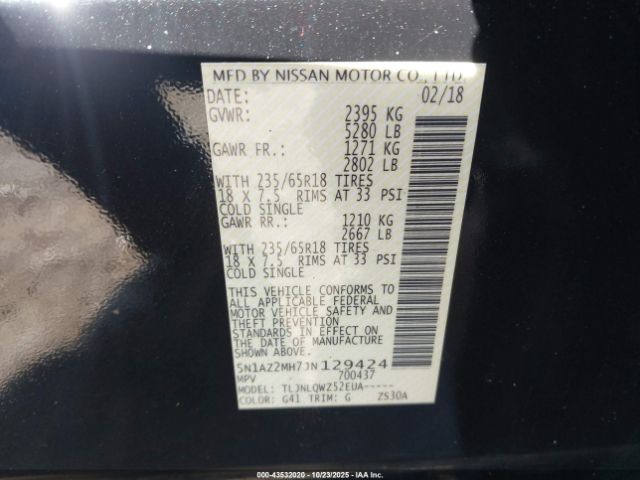 MFD BY NISSAN MOTOR CO., LTD.
DATE: 02/18
GVWR: 2395 KG
5280 LB
GAWR FR.: 1271 KG
2802 LB
WITH 235/65R18 TIRES
18 X 7.5 RIMS AT 33 PSI
COLD SINGLE
GAWR RR.: 1210 KG
2667 LB
WITH 235/65R18 TIRES
18 X 7.5 RIMS AT 33 PSI
COLD SINGLE
THIS VEHICLE CONFORMS TO
ALL APPLICABLE FEDERAL
MOTOR VEHICLE SAFETY AND
THEFT PREVENTION
STANDARDS IN EFFECT ON
THE DATE OF MANUFACTURE
SHOWN ABOVE.
5N1AZ2MH7JN129424
MPV 700437
MODEL: TLJNLQWZ52EUA-----
COLOR: G41 TRIM: G ZS30A
000-43532020 - 10/23/2025 - IAA Inc.